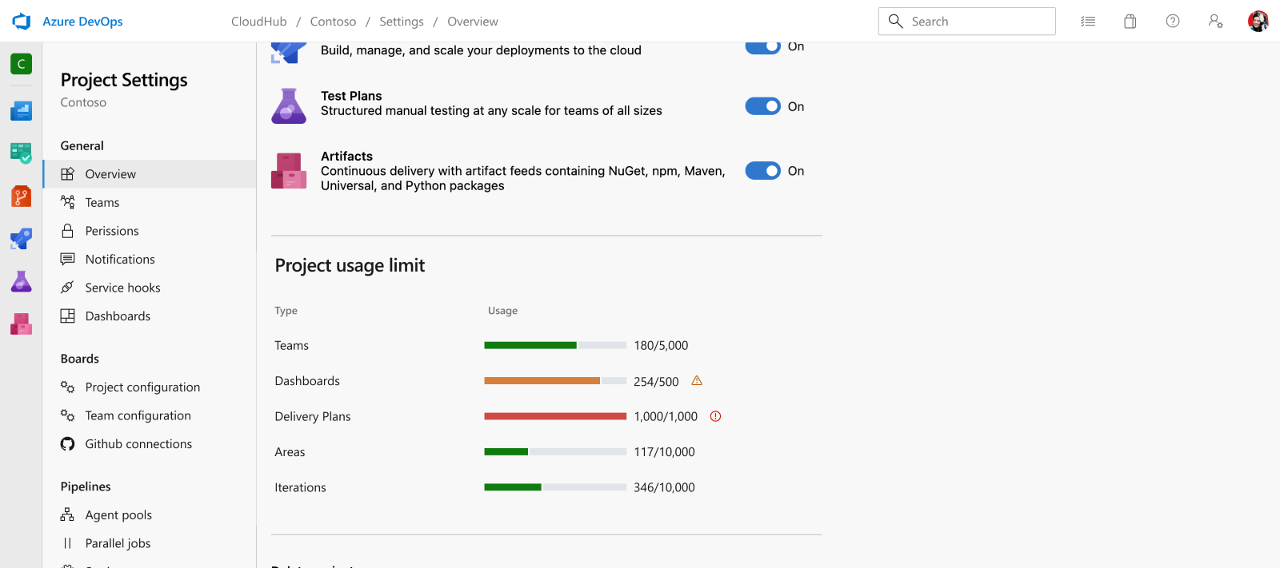 Azure DevOps
CloudHub / Contoso / Settings / Overview
Search
C
Project Settings
Contoso
General
Overview
Teams
Perissions
Notifications
Service hooks
Dashboards
Boards
Project configuration
Team configuration
Github connections
Pipelines
Agent pools
Parallel jobs
Build, manage, and scale your deployments to the cloud
On
Test Plans
Structured manual testing at any scale for teams of all sizes
On
Artifacts
Continuous delivery with artifact feeds containing NuGet, npm, Maven,
Universal, and Python packages
On
Project usage limit
Type Usage
Teams 180/5,000
Dashboards 254/500
Delivery Plans 1,000/1,000
Areas 117/10,000
Iterations 346/10,000